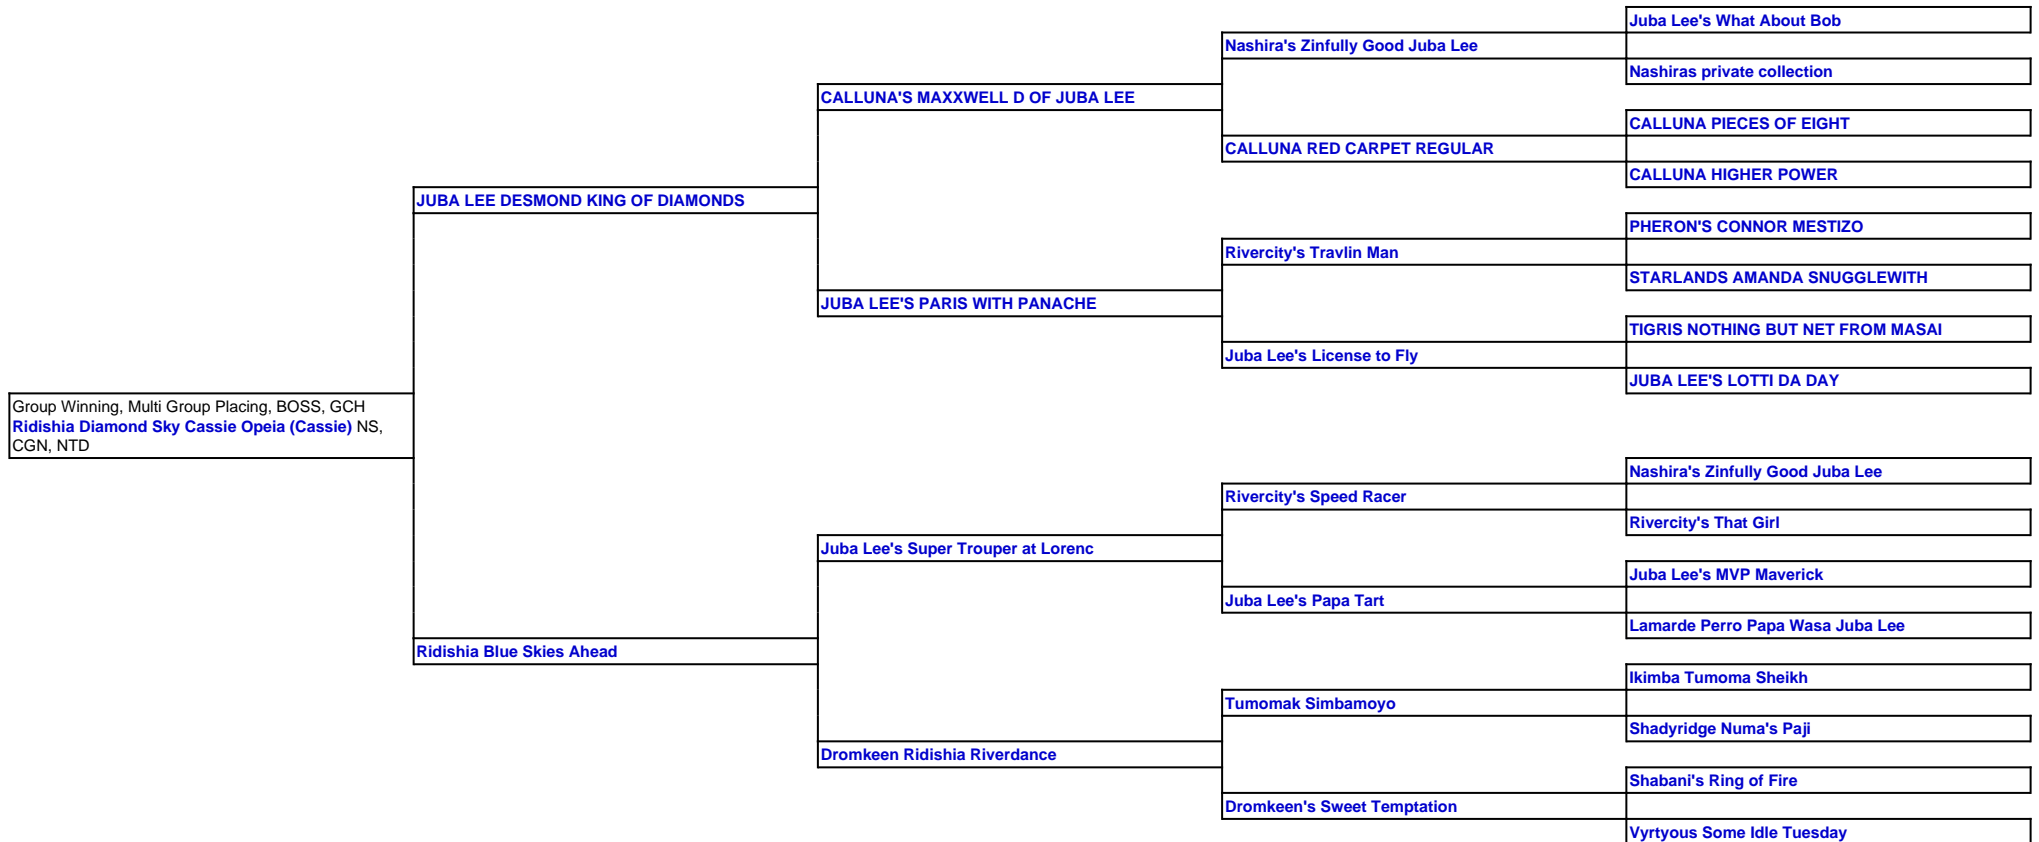 Juba Lee's What About Bob
Nashira's Zinfully Good Juba Lee
Nashiras private collection
CALLUNA'S MAXXWELL D OF JUBA LEE
CALLUNA PIECES OF EIGHT
CALLUNA RED CARPET REGULAR
CALLUNA HIGHER POWER
JUBA LEE DESMOND KING OF DIAMONDS
PHERON'S CONNOR MESTIZO
Rivercity's Travlin Man
STARLANDS AMANDA SNUGGLEWITH
JUBA LEE'S PARIS WITH PANACHE
TIGRIS NOTHING BUT NET FROM MASAI
Juba Lee's License to Fly
JUBA LEE'S LOTTI DA DAY
Group Winning, Multi Group Placing, BOSS, GCH
Ridishia Diamond Sky Cassie Opeia (Cassie) NS,
CGN, NTD
Nashira's Zinfully Good Juba Lee
Rivercity's Speed Racer
Rivercity's That Girl
Juba Lee's Super Trouper at Lorenc
Juba Lee's MVP Maverick
Juba Lee's Papa Tart
Lamarde Perro Papa Wasa Juba Lee
Ridishia Blue Skies Ahead
Ikimba Tumoma Sheikh
Tumomak Simbamoyo
Shadyridge Numa's Paji
Dromkeen Ridishia Riverdance
Shabani's Ring of Fire
Dromkeen's Sweet Temptation
Vyrtyous Some Idle Tuesday